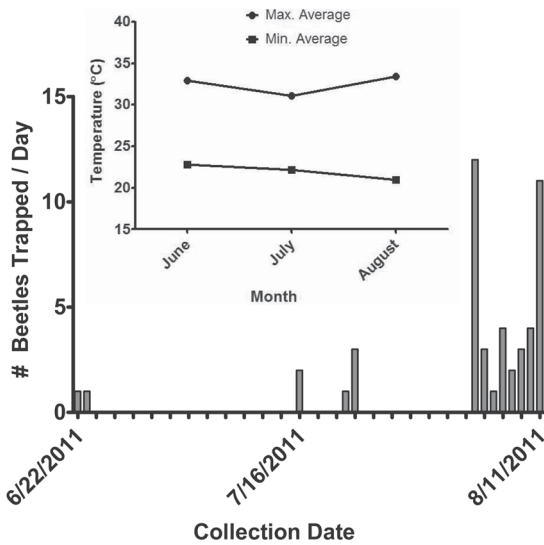 Max. Average
Min. Average
40
35
30
25
20
15
Temperature (°C)
June
July
August
Month
15
10
5
0
# Beetles Trapped / Day
6/22/2011
7/16/2011
8/11/2011
Collection Date